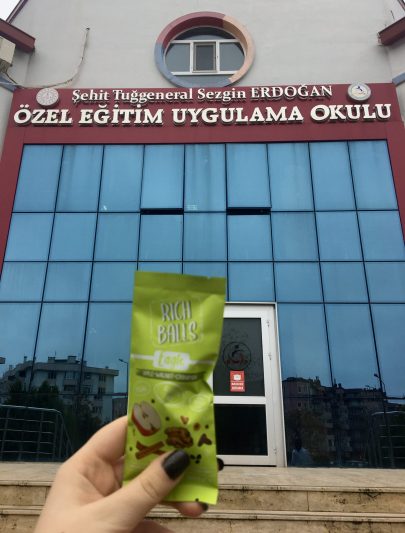 Şehit Tuğgeneral Sezgin ERDOĞAN
ÖZEL EĞİTİM UYGULAMA OKULU
RICH
BALLS